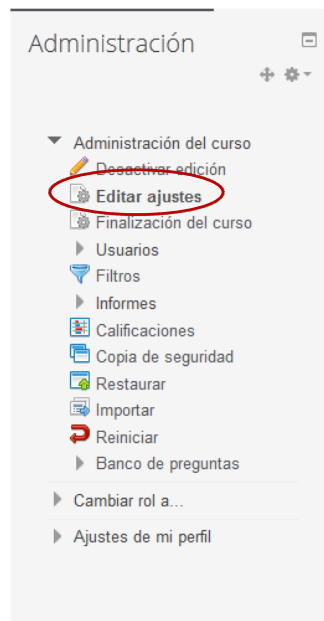 Administración
Administración del curso
Desactivar edición
Editar ajustes
Finalización del curso
Usuarios
Filtros
Informes
Calificaciones
Copia de seguridad
Restaurar
Importar
Reiniciar
Banco de preguntas
Cambiar rol a...
Ajustes de mi perfil